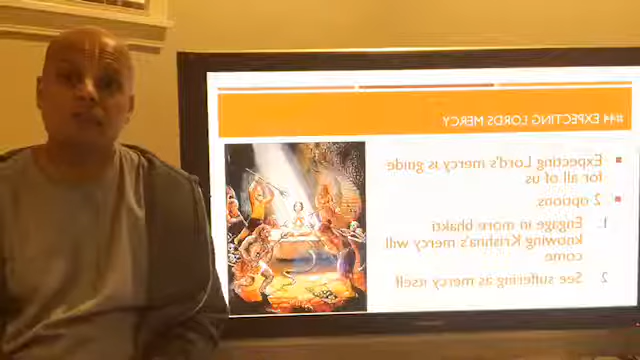 #44 EXPECTING LORDS MERCY
Expecting Lord's mercy is guide
for all of us
2 options
1. Engage in more bhakti
knowing Krishna's mercy will
come
2 See suffering as mercy itself